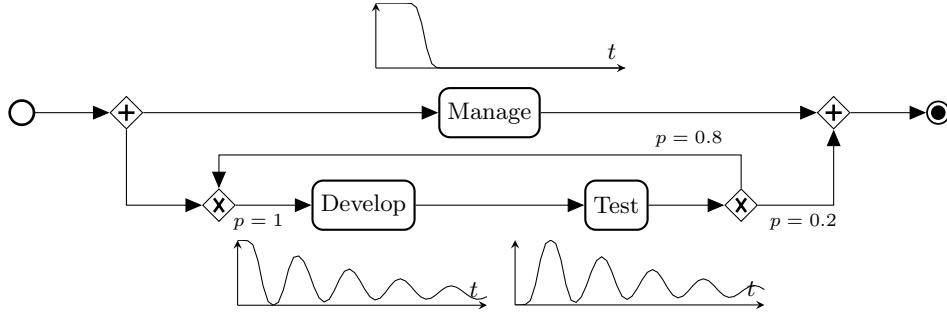 t
Manage
p = 0.8
Develop
Test
p = 1
p = 0.2
t
t